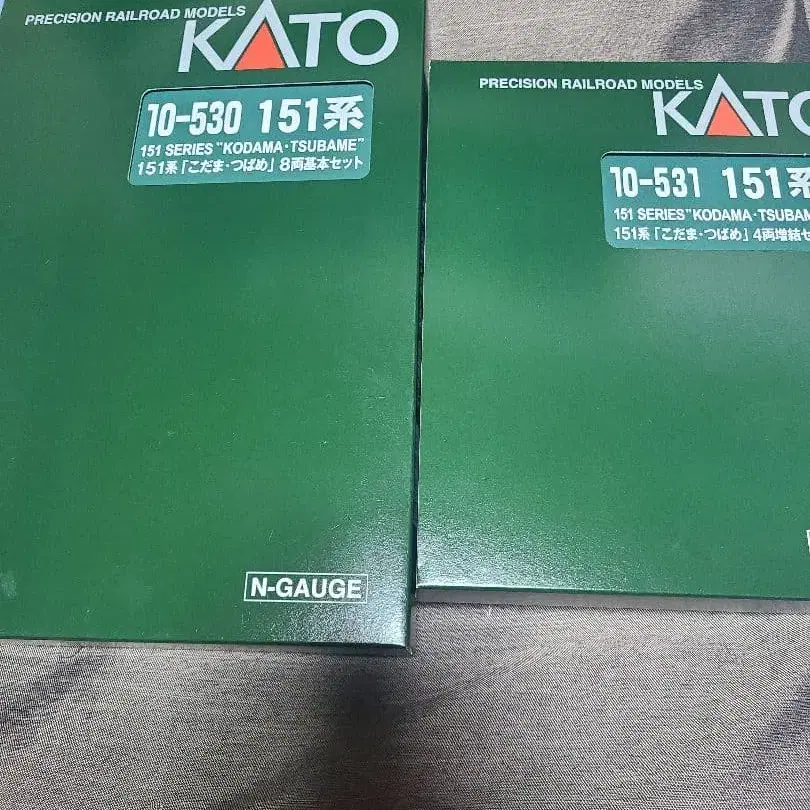 PRECISION RAILROAD MODELS
KATO
10-530 151系
151 SERIES "KODAMA・TSUBAME"
151系「こだま・つばめ」8両基本セット
N-GAUGE
PRECISION RAILROAD MODELS
KATO
10-531 151系
151 SERIES"KODAMA・TSUBAME
151系「こだま・つばめ」4両増結セ